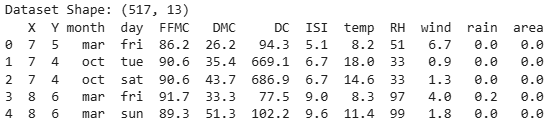 Dataset Shape: (517, 13)
X Y month day FFMC DMC DC ISI temp RH wind rain area
0 7 5 mar fri 86.2 26.2 94.3 5.1 8.2 51 6.7 0.0 0.0
1 7 4 oct tue 90.6 35.4 669.1 6.7 18.0 33 0.9 0.0 0.0
2 7 4 oct sat 90.6 43.7 686.9 6.7 14.6 33 1.3 0.0 0.0
3 8 6 mar fri 91.7 33.3 77.5 9.0 8.3 97 4.0 0.2 0.0
4 8 6 mar sun 89.3 51.3 102.2 9.6 11.4 99 1.8 0.0 0.0